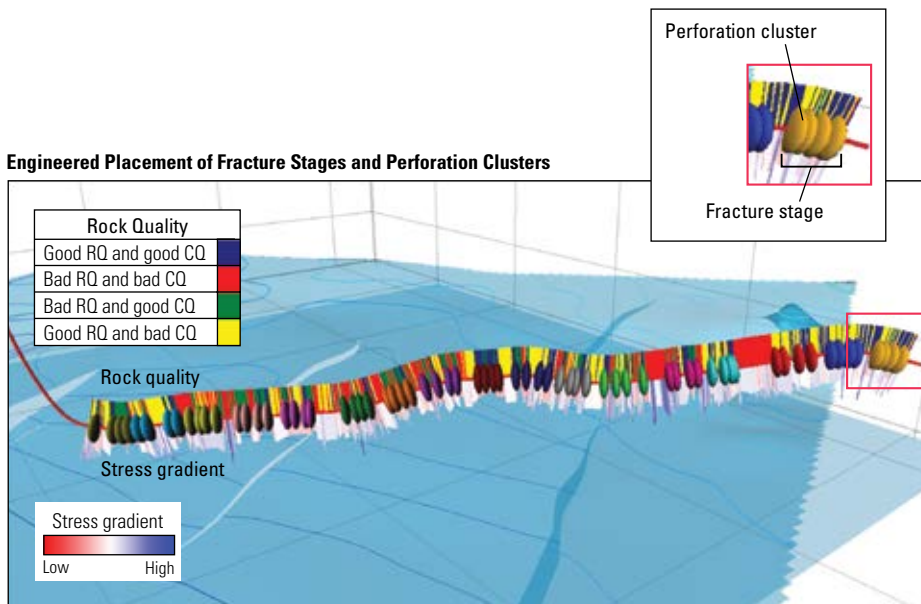 Perforation cluster
Fracture stage
Engineered Placement of Fracture Stages and Perforation Clusters
Rock Quality
Good RQ and good CQ
Bad RQ and bad CQ
Bad RQ and good CQ
Good RQ and bad CQ
Rock quality
Stress gradient
Stress gradient
Low High